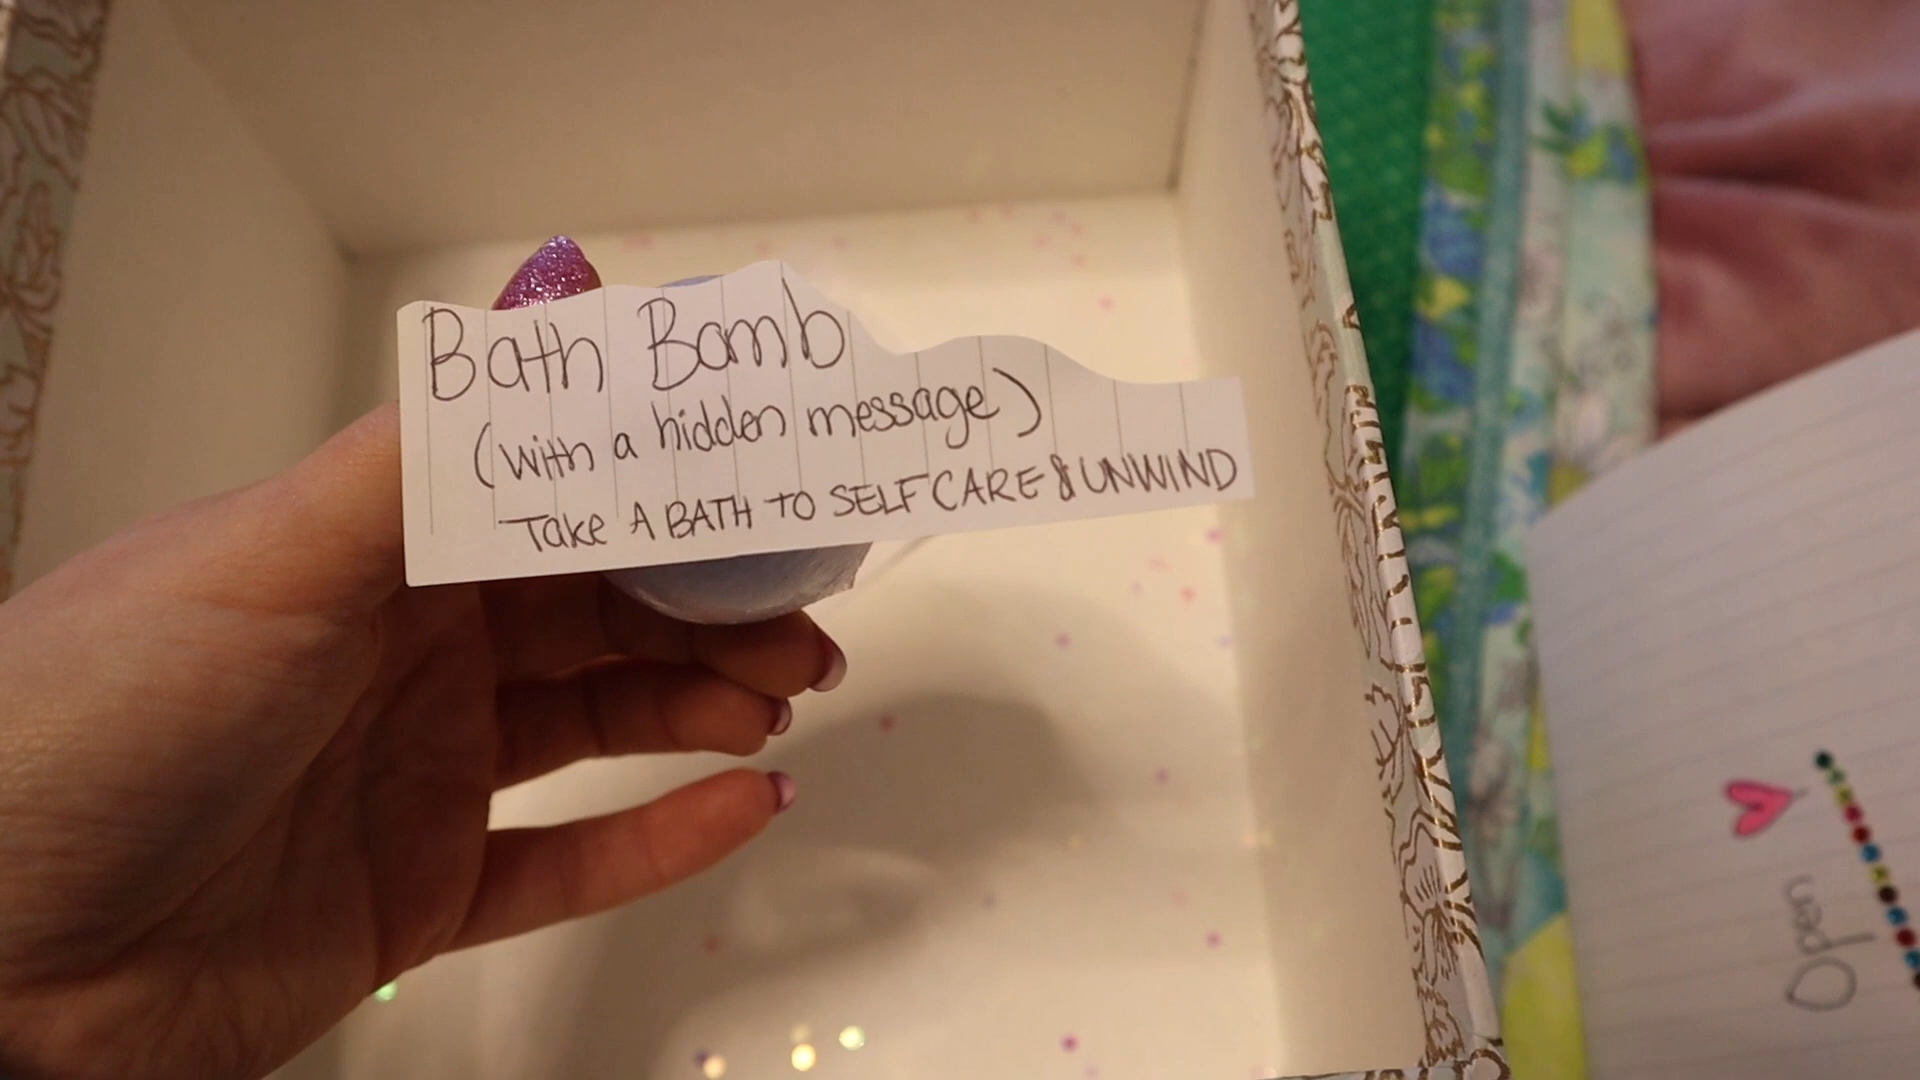 Bath Bomb
(with a hidden message)
Take A BATH TO SELF CARE & UNWIND
Open